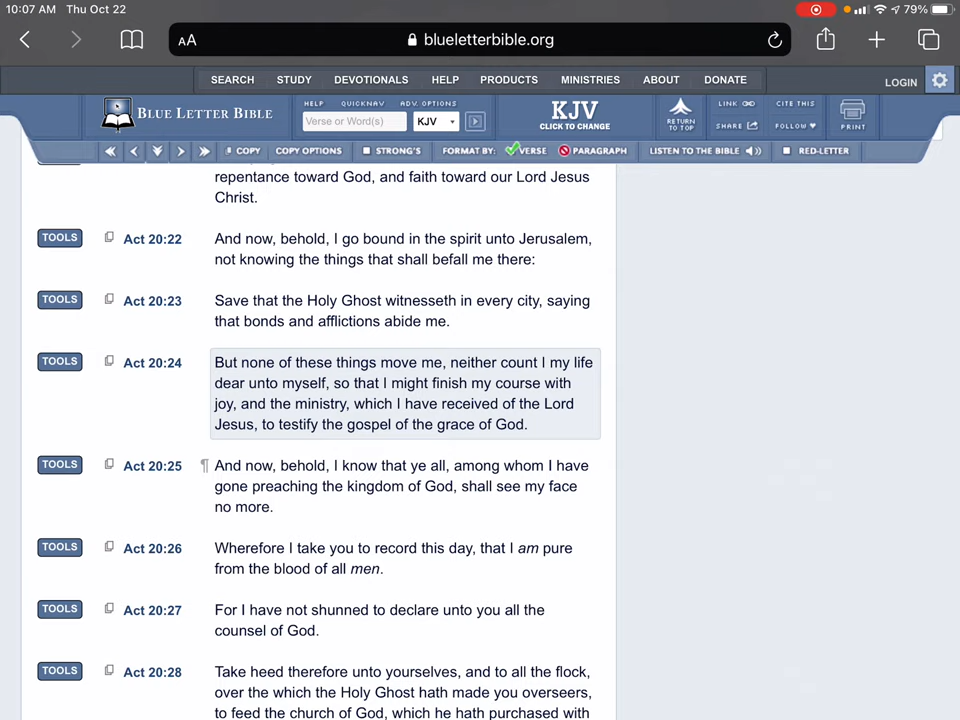 10:07 AM Thu Oct 22
79%
AA
blueletterbible.org
SEARCH STUDY DEVOTIONALS HELP PRODUCTS MINISTRIES ABOUT DONATE
LOGIN
BLUE LETTER BIBLE
HELP QUICKNAV ADV. OPTIONS
Verse or Word(s)
KJV
KJV
CLICK TO CHANGE
RETURN
TO TOP
LINK
CITE THIS
SHARE
FOLLOW
PRINT
COPY COPY OPTIONS STRONG'S FORMAT BY: VERSE PARAGRAPH LISTEN TO THE BIBLE RED-LETTER
repentance toward God, and faith toward our Lord Jesus
Christ.
TOOLS Act 20:22 And now, behold, I go bound in the spirit unto Jerusalem,
not knowing the things that shall befall me there:
TOOLS Act 20:23 Save that the Holy Ghost witnesseth in every city, saying
that bonds and afflictions abide me.
TOOLS Act 20:24 But none of these things move me, neither count I my life
dear unto myself, so that I might finish my course with
joy, and the ministry, which I have received of the Lord
Jesus, to testify the gospel of the grace of God.
TOOLS Act 20:25 ¶ And now, behold, I know that ye all, among whom I have
gone preaching the kingdom of God, shall see my face
no more.
TOOLS Act 20:26 Wherefore I take you to record this day, that I am pure
from the blood of all men.
TOOLS Act 20:27 For I have not shunned to declare unto you all the
counsel of God.
TOOLS Act 20:28 Take heed therefore unto yourselves, and to all the flock,
over the which the Holy Ghost hath made you overseers,
to feed the church of God, which he hath purchased with